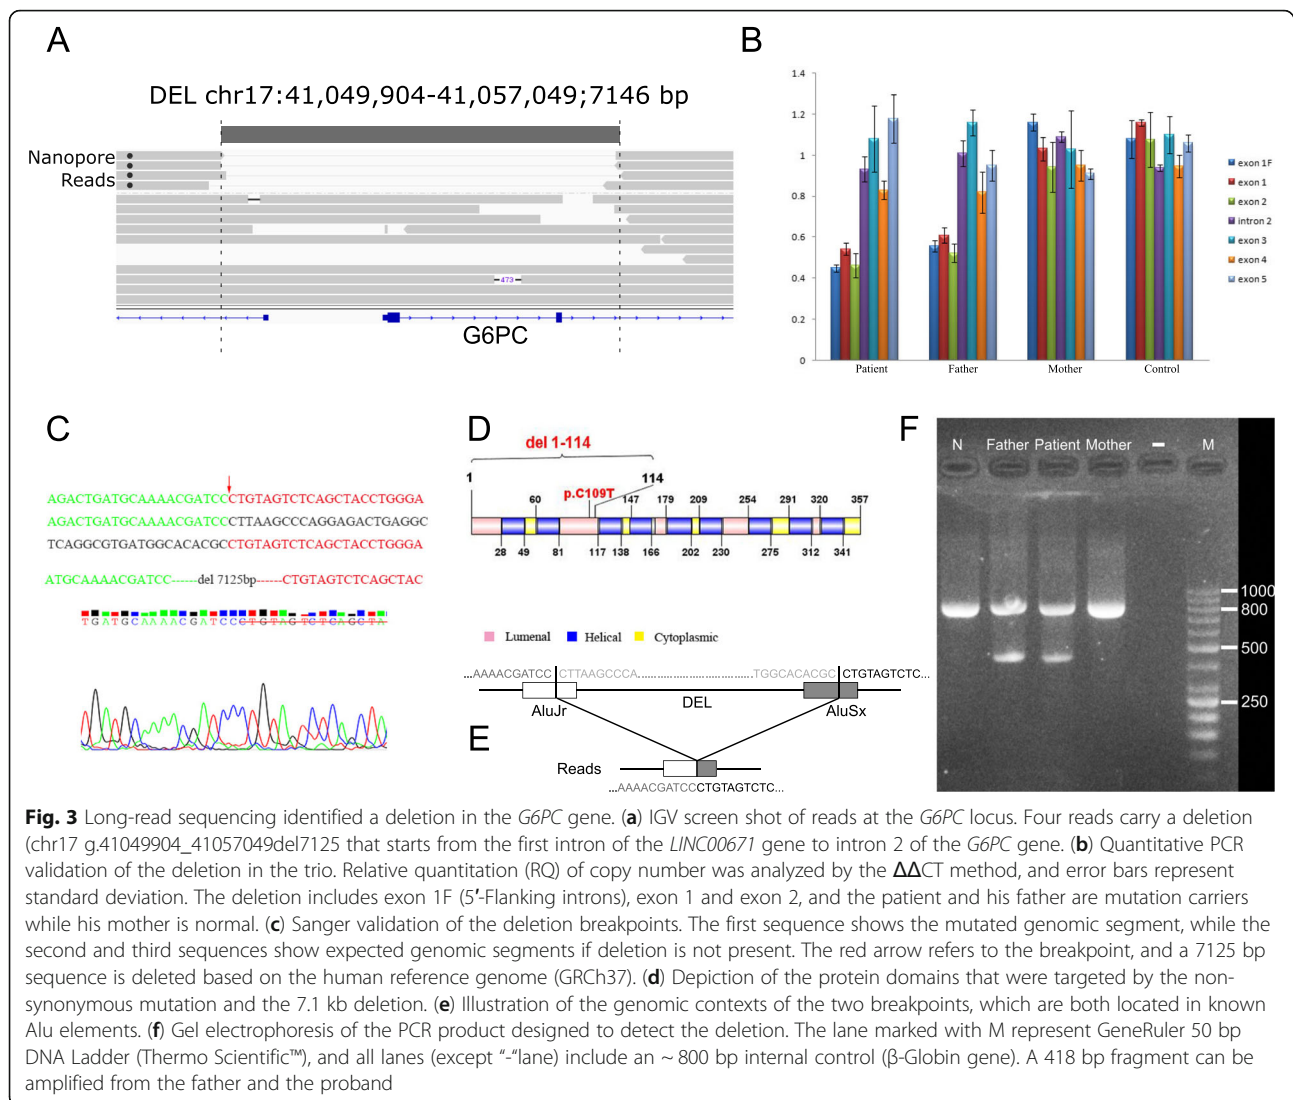 A
DEL chr17:41,049,904-41,057,049;7146 bp
Nanopore
Reads
473
G6PC
B
1.4
1.2
1
0.8
0.6
0.4
0.2
0
Patient
Father
Mother
Control
exon 1F
exon 1
exon 2
intron 2
exon 3
exon 4
exon 5
C
AGACTGATGCAAAACGATCCCTGTAGTCTCAGCTACCTGGGA
AGACTGATGCAAAACGATCCCTTAAGCCCAGGAGACTGAGGC
TCAGGCGTGATGGCACACGCCTGTAGTCTCAGCTACCTGGGA
ATGCAAAACGATCC------del 7125bp------CTGTAGTCTCAGCTAC
TGATGCAAAACGATCCCTGTAGTCTCAGCTA
D
del 1-114
1
p.C109T
114
60 147 179 209 254 291 320 357
28 49 81 117 138 166 202 230 275 312 341
Lumenal Helical Cytoplasmic
...AAAACGATCC CTTAAGCCCA..............................TGGCACACGC CTGTAGTCTC...
AluJr
DEL
AluSx
E
Reads
...AAAACGATCCCTGTAGTCTC...
F
N Father Patient Mother - M
1000
800
500
250
Fig. 3 Long-read sequencing identified a deletion in the G6PC gene. (a) IGV screen shot of reads at the G6PC locus. Four reads carry a deletion
(chr17 g.41049904_41057049del7125 that starts from the first intron of the LINC00671 gene to intron 2 of the G6PC gene. (b) Quantitative PCR
validation of the deletion in the trio. Relative quantitation (RQ) of copy number was analyzed by the ΔΔCT method, and error bars represent
standard deviation. The deletion includes exon 1F (5′-Flanking introns), exon 1 and exon 2, and the patient and his father are mutation carriers
while his mother is normal. (c) Sanger validation of the deletion breakpoints. The first sequence shows the mutated genomic segment, while the
second and third sequences show expected genomic segments if deletion is not present. The red arrow refers to the breakpoint, and a 7125 bp
sequence is deleted based on the human reference genome (GRCh37). (d) Depiction of the protein domains that were targeted by the non-
synonymous mutation and the 7.1 kb deletion. (e) Illustration of the genomic contexts of the two breakpoints, which are both located in known
Alu elements. (f) Gel electrophoresis of the PCR product designed to detect the deletion. The lane marked with M represent GeneRuler 50 bp
DNA Ladder (Thermo Scientific™), and all lanes (except “-“lane) include an ~ 800 bp internal control (β-Globin gene). A 418 bp fragment can be
amplified from the father and the proband